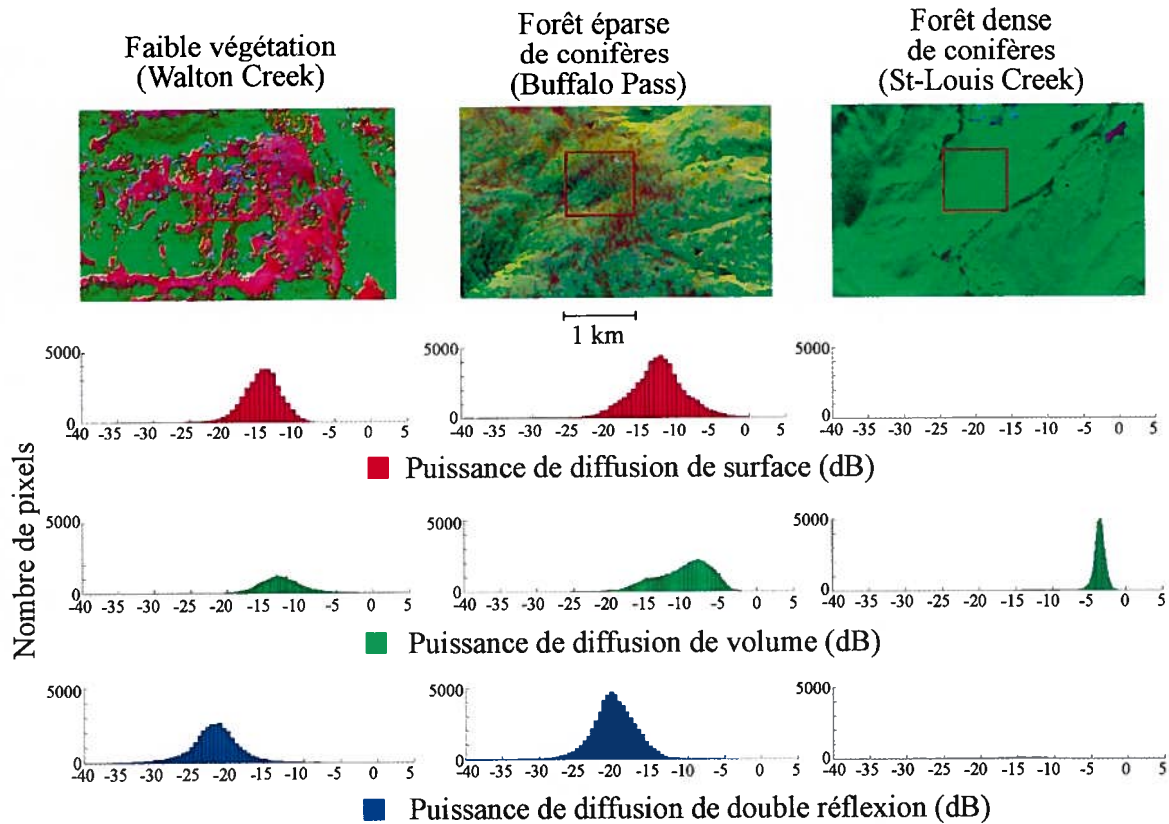 Faible végétation
(Walton Creek)
Forêt éparse
de conifères
(Buffalo Pass)
Forêt dense
de conifères
(St-Louis Creek)
1 km
Nombre de pixels
5000
0
-40 -35 -30 -25 -20 -15 -10 -5 0 5
5000
0
-40 -35 -30 -25 -20 -15 -10 -5 0 5
5000
0
-40 -35 -30 -25 -20 -15 -10 -5 0 5
Puissance de diffusion de surface (dB)
5000
0
-40 -35 -30 -25 -20 -15 -10 -5 0 5
5000
0
-40 -35 -30 -25 -20 -15 -10 -5 0 5
5000
0
-40 -35 -30 -25 -20 -15 -10 -5 0 5
Puissance de diffusion de volume (dB)
5000
0
-40 -35 -30 -25 -20 -15 -10 -5 0 5
5000
0
-40 -35 -30 -25 -20 -15 -10 -5 0 5
5000
0
-40 -35 -30 -25 -20 -15 -10 -5 0 5
Puissance de diffusion de double réflexion (dB)